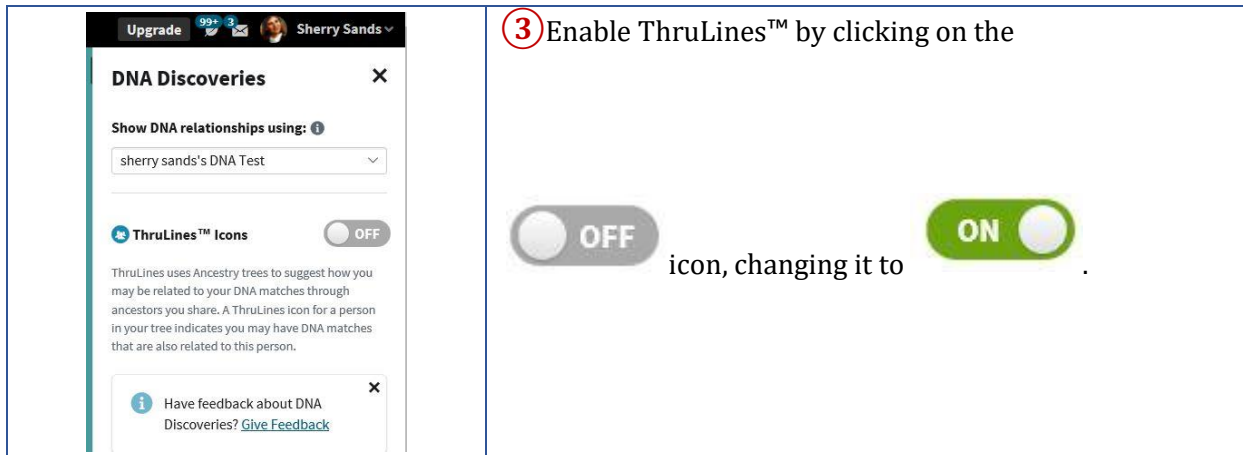 Upgrade 99+ 3 Sherry Sands
DNA Discoveries ×
Show DNA relationships using:
sherry sands's DNA Test
ThruLines™ Icons OFF
ThruLines uses Ancestry trees to suggest how you
may be related to your DNA matches through
ancestors you share. A ThruLines icon for a person
in your tree indicates you may have DNA matches
that are also related to this person.
Have feedback about DNA
Discoveries? Give Feedback
③ Enable ThruLines™ by clicking on the
OFF icon, changing it to ON .